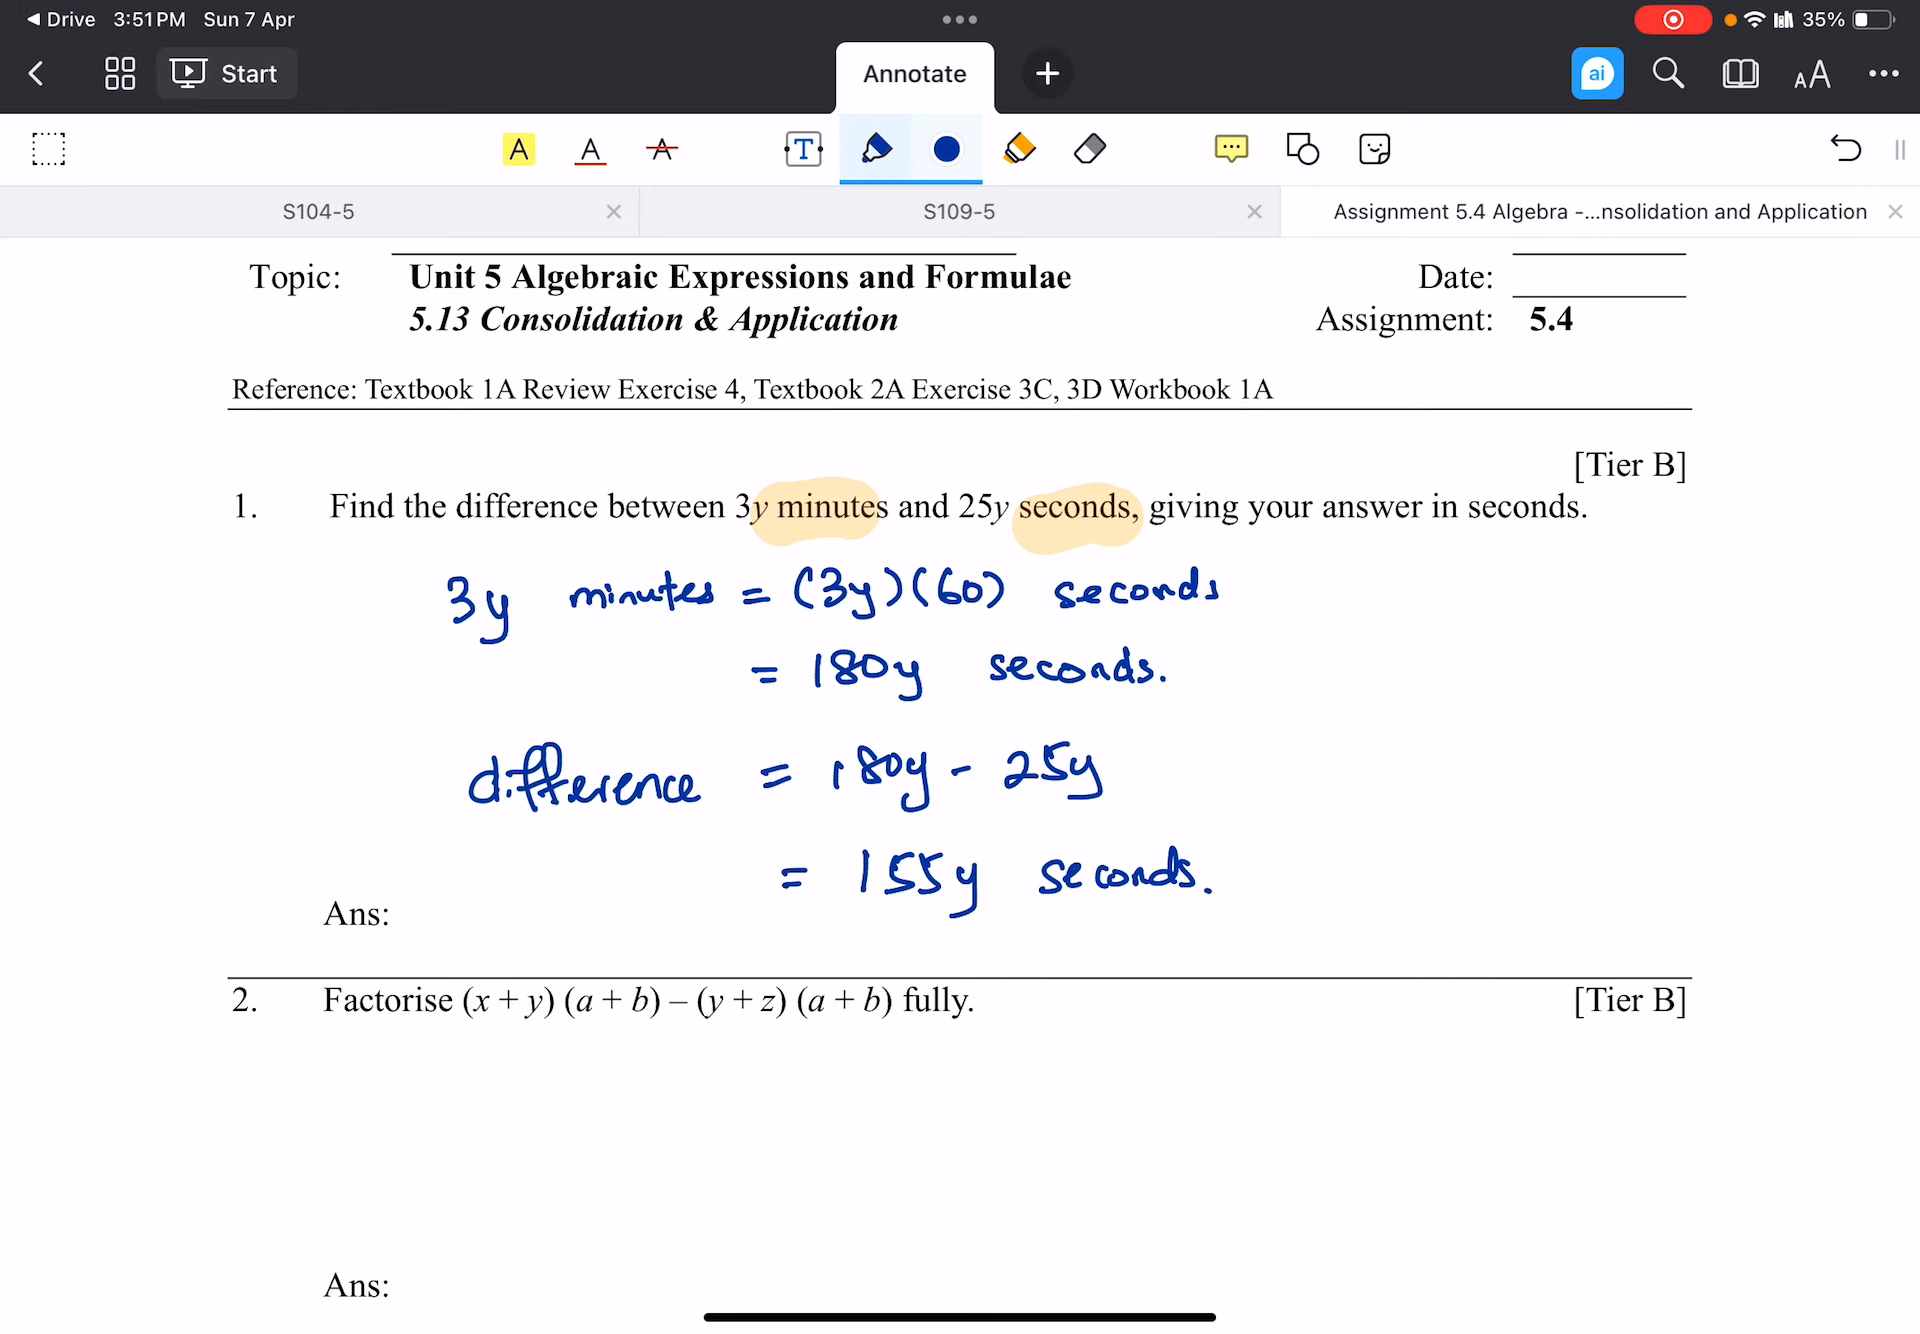 Drive 3:51 PM Sun 7 Apr 35%
Start Annotate + ai AA
A A A T
S104-5 S109-5 Assignment 5.4 Algebra -...nsolidation and Application
Topic: Unit 5 Algebraic Expressions and Formulae Date:
5.13 Consolidation & Application Assignment: 5.4
Reference: Textbook 1A Review Exercise 4, Textbook 2A Exercise 3C, 3D Workbook 1A
[Tier B]
1. Find the difference between 3y minutes and 25y seconds, giving your answer in seconds.
3y minutes = (3y)(60) seconds
= 180y seconds.
difference = 180y - 25y
= 155y seconds.
Ans:
2. Factorise (x + y) (a + b) – (y + z) (a + b) fully. [Tier B]
Ans: